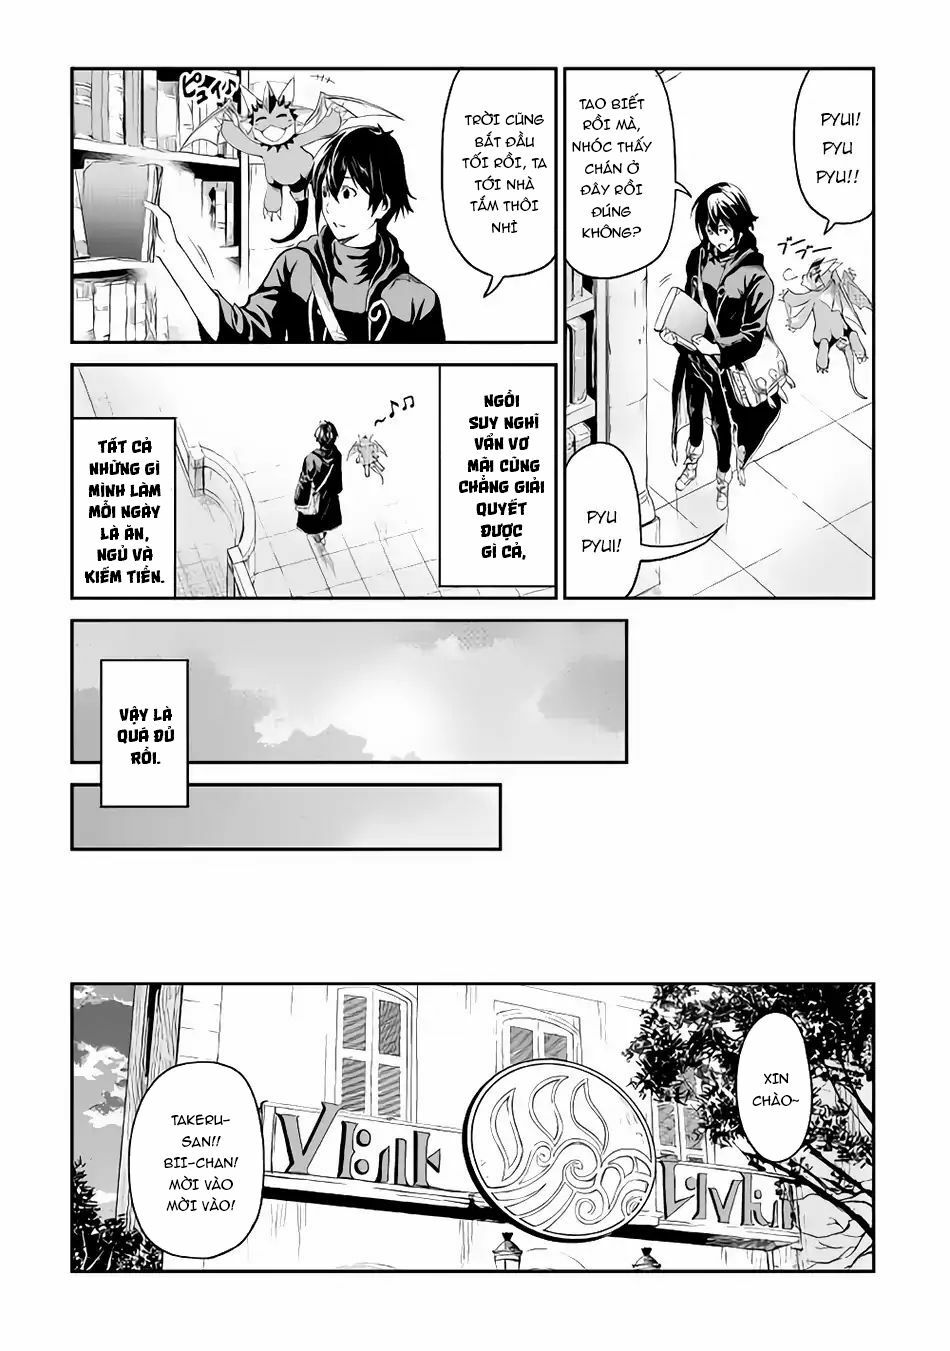 PYUI!
PYU
PYU!!
TAO BIẾT
RỒI MÀ,
NHÓC THẤY
CHÁN Ở
ĐÂY RỒI
ĐÚNG
KHÔNG?
PYU
PYUI!
TRỜI CŨNG
BẮT ĐẦU
TỐI RỒI, TA
TỚI NHÀ
TẮM THÔI
NHỈ
ピュイ♪
NGỒI
SUY NGHĨ
VẨN VƠ
MÃI CŨNG
CHẲNG GIẢI
QUYẾT
ĐƯỢC
GÌ CẢ,
TẤT CẢ
NHỮNG GÌ
MÌNH LÀM
MỖI NGÀY
LÀ ĂN,
NGỦ VÀ
KIẾM TIỀN.
VẬY LÀ
QUÁ ĐỦ
RỒI.
XIN
CHÀO~
TAKERU-
SAN!!
BII-CHAN!
MỜI VÀO
MỜI VÀO!